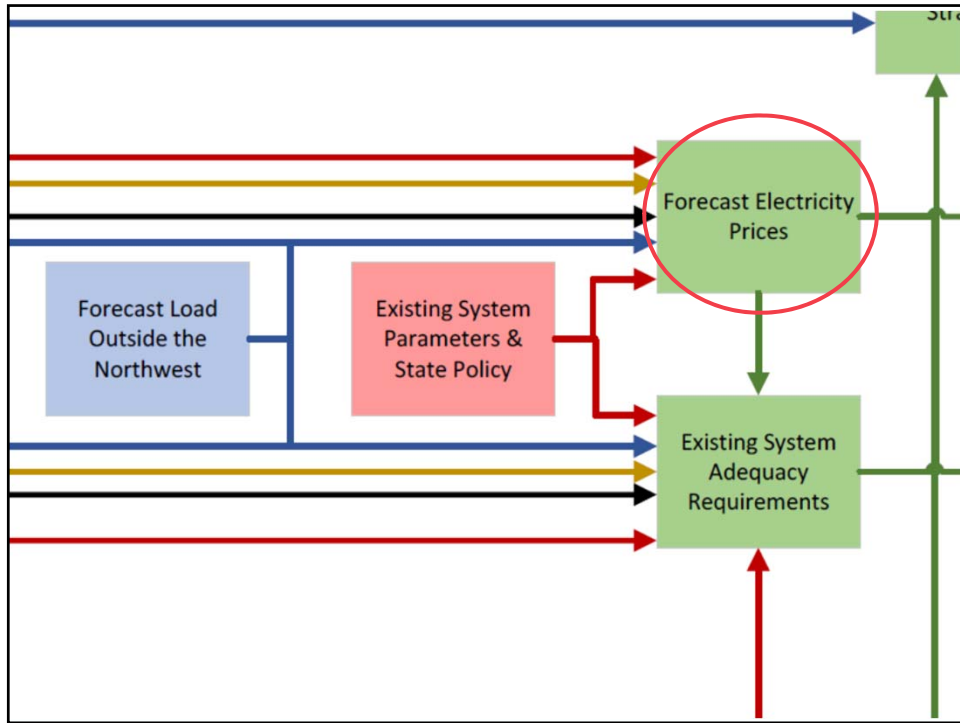 Forecast Electricity
Prices
Forecast Load
Outside the
Northwest
Existing System
Parameters &
State Policy
Existing System
Adequacy
Requirements